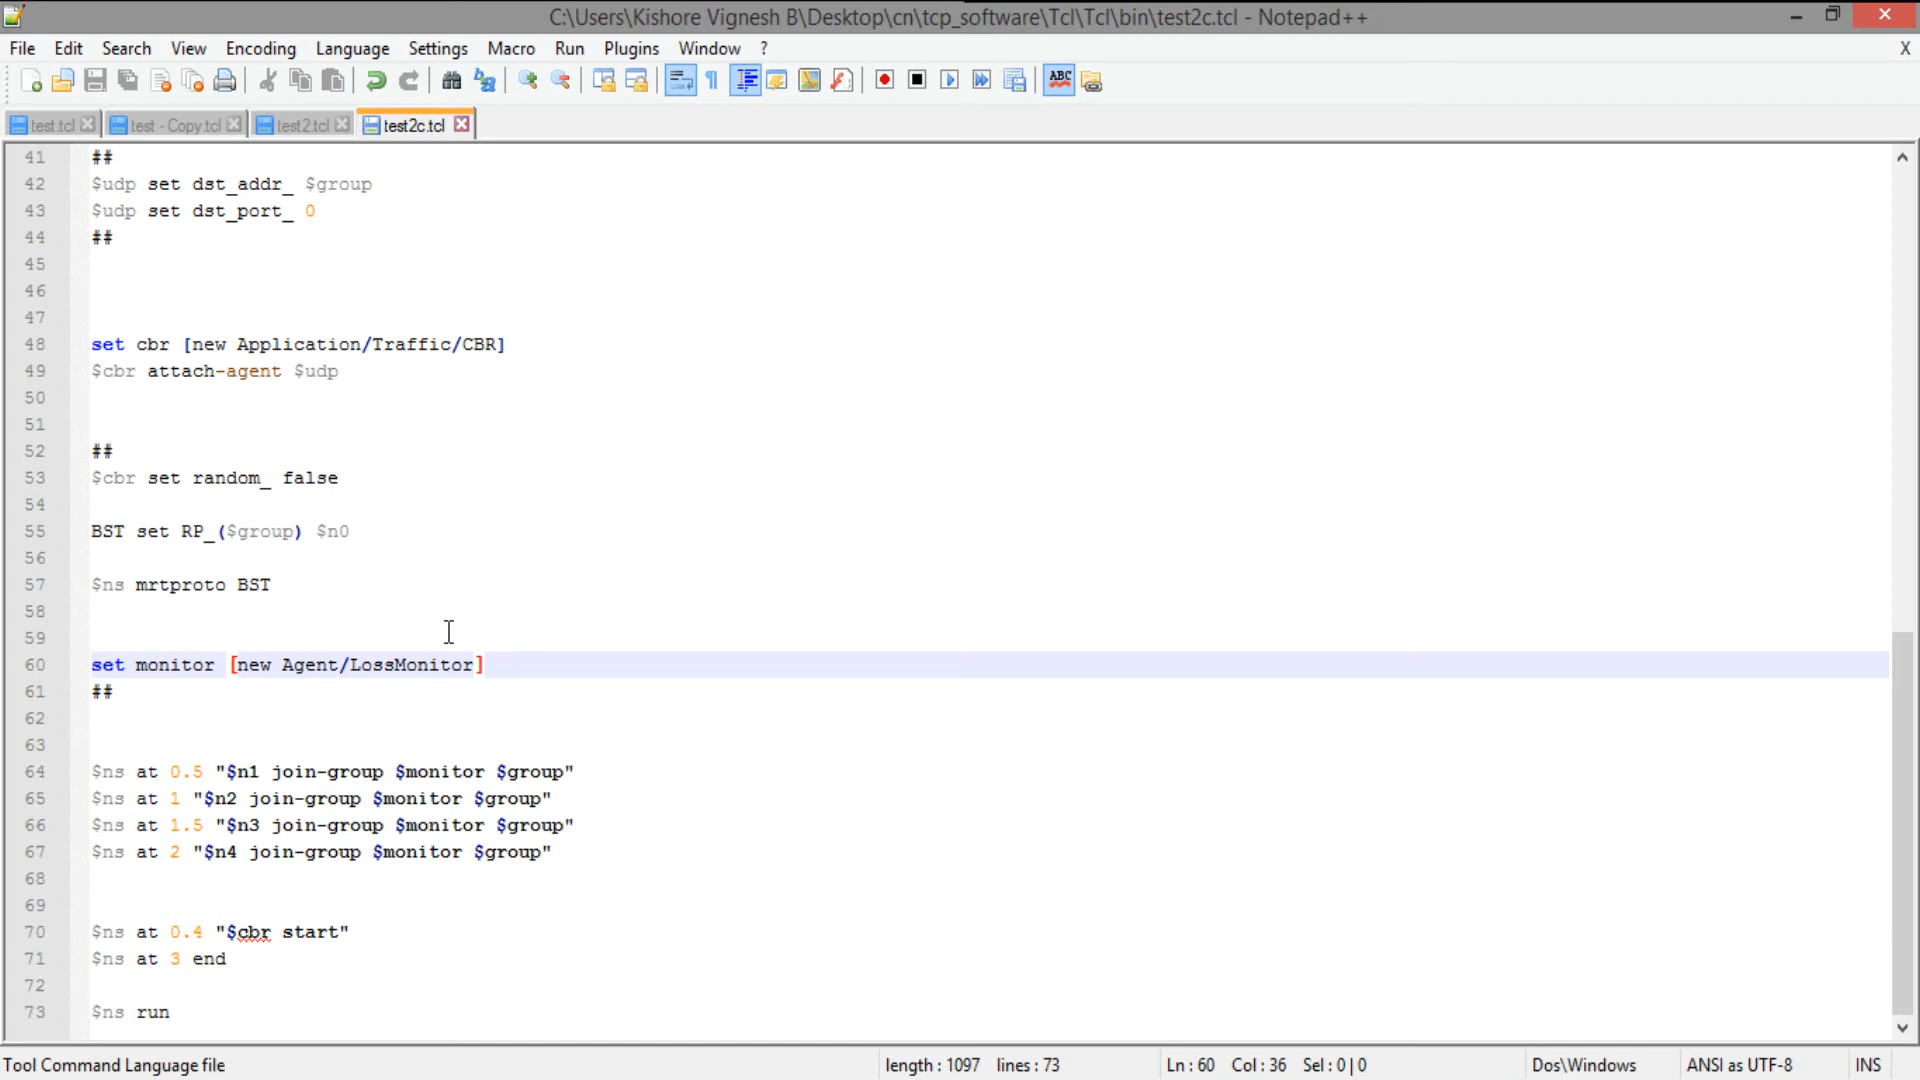 C:\Users\Kishore Vignesh B\Desktop\cn\tcp_software\Tcl\Tcl\bin\test2c.tcl - Notepad++
File Edit Search View Encoding Language Settings Macro Run Plugins Window ? X
ABC
test.tcl test - Copy.tcl test2.tcl test2c.tcl
41 ##
42 $udp set dst_addr_ $group
43 $udp set dst_port_ 0
44 ##
45
46
47
48 set cbr [new Application/Traffic/CBR]
49 $cbr attach-agent $udp
50
51
52 ##
53 $cbr set random_ false
54
55 BST set RP_($group) $n0
56
57 $ns mrtproto BST
58
59
60 set monitor [new Agent/LossMonitor]
61 ##
62
63
64 $ns at 0.5 "$n1 join-group $monitor $group"
65 $ns at 1 "$n2 join-group $monitor $group"
66 $ns at 1.5 "$n3 join-group $monitor $group"
67 $ns at 2 "$n4 join-group $monitor $group"
68
69
70 $ns at 0.4 "$cbr start"
71 $ns at 3 end
72
73 $ns run
Tool Command Language file length : 1097 lines : 73 Ln : 60 Col : 36 Sel : 0 | 0 Dos\Windows ANSI as UTF-8 INS